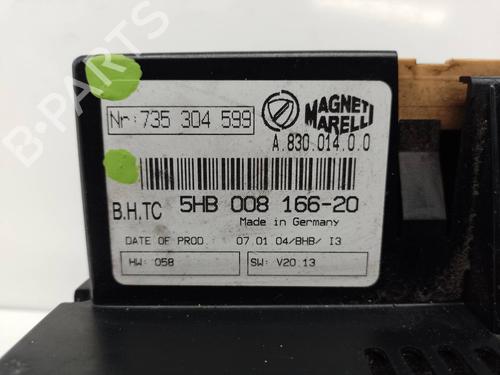 Nr: 735 304 599
MAGNETI
MARELLI
A.830.014.0.0
B.H.TC 5HB 008 166-20
Made in Germany
DATE OF PROD. 07.01 04/BHB/ I3
HW: 058
SW: V20.13
B-PARTS